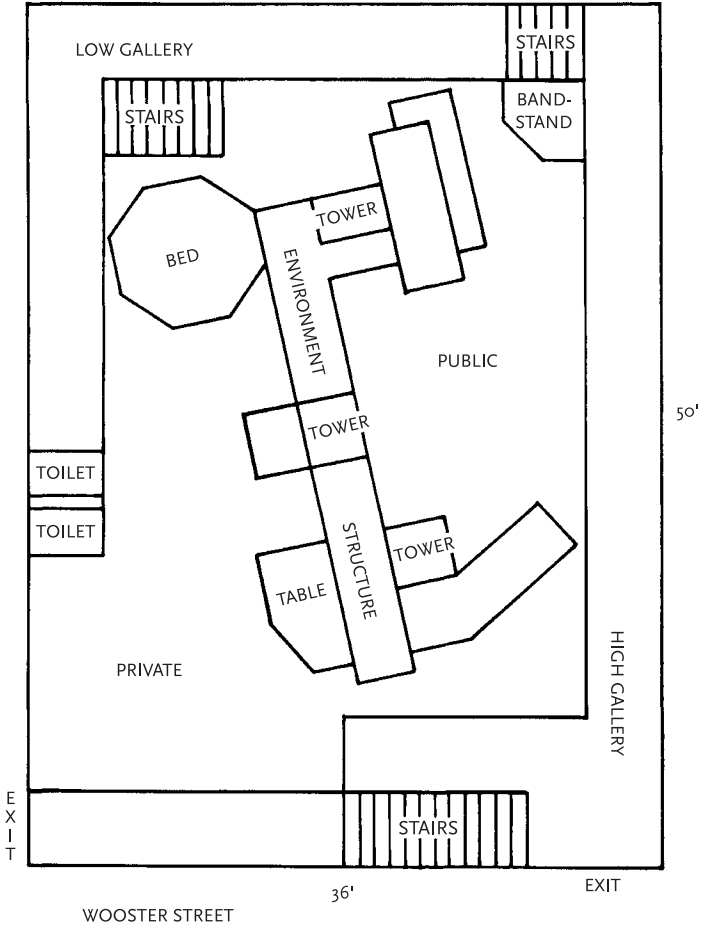 STAIRS
LOW GALLERY
BAND-
STAND
STAIRS
TOWER
BED
ENVIRONMENT
PUBLIC
50'
TOWER
TOILET
TOILET
STRUCTURE
TOWER
TABLE
PRIVATE
HIGH GALLERY
EXIT
STAIRS
36'
EXIT
WOOSTER STREET